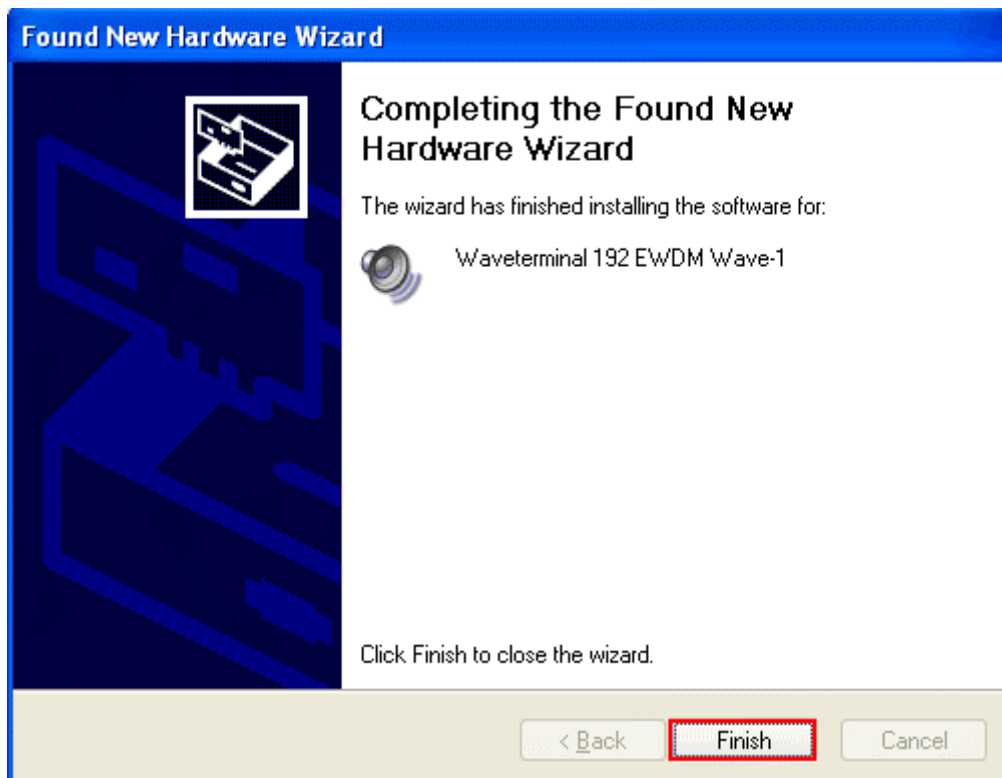 Found New Hardware Wizard
Completing the Found New
Hardware Wizard
The wizard has finished installing the software for:
Waveterminal 192 EWDM Wave-1
Click Finish to close the wizard.
< Back
Finish
Cancel